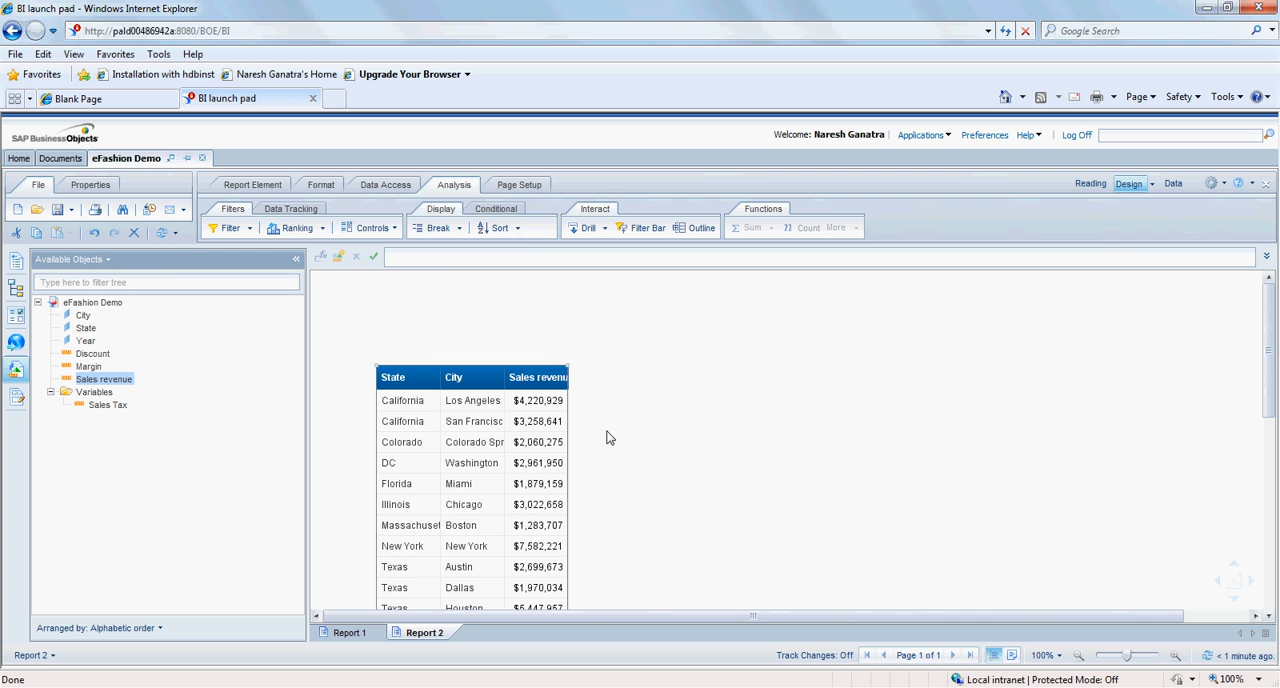 BI launch pad - Windows Internet Explorer
http://pald00486942a:8080/BOE/BI
Google Search
File Edit View Favorites Tools Help
Favorites Installation with hdbinst Naresh Ganatra's Home Upgrade Your Browser
Blank Page BI launch pad Page Safety Tools
SAP BusinessObjects Welcome: Naresh Ganatra Applications Preferences Help Log Off
Home Documents eFashion Demo
File Properties Report Element Format Data Access Analysis Page Setup Reading Design Data
Filters Data Tracking Display Conditional Interact Functions
Filter Ranking Controls Break Sort Drill Filter Bar Outline Sum Count More
Available Objects
Type here to filter tree
eFashion Demo
City
State
Year
Discount
Margin
Sales revenue
Variables
Sales Tax
State City Sales revenu
California Los Angeles $4,220,929
California San Francisc $3,258,641
Colorado Colorado Spr $2,060,275
DC Washington $2,961,950
Florida Miami $1,879,159
Illinois Chicago $3,022,658
Massachuset Boston $1,283,707
New York New York $7,582,221
Texas Austin $2,699,673
Texas Dallas $1,970,034
Texas Houston $5,447,957
Arranged by: Alphabetic order
Report 1 Report 2
Report 2 Track Changes: Off Page 1 of 1 100% < 1 minute ago
Done Local intranet | Protected Mode: Off 100%